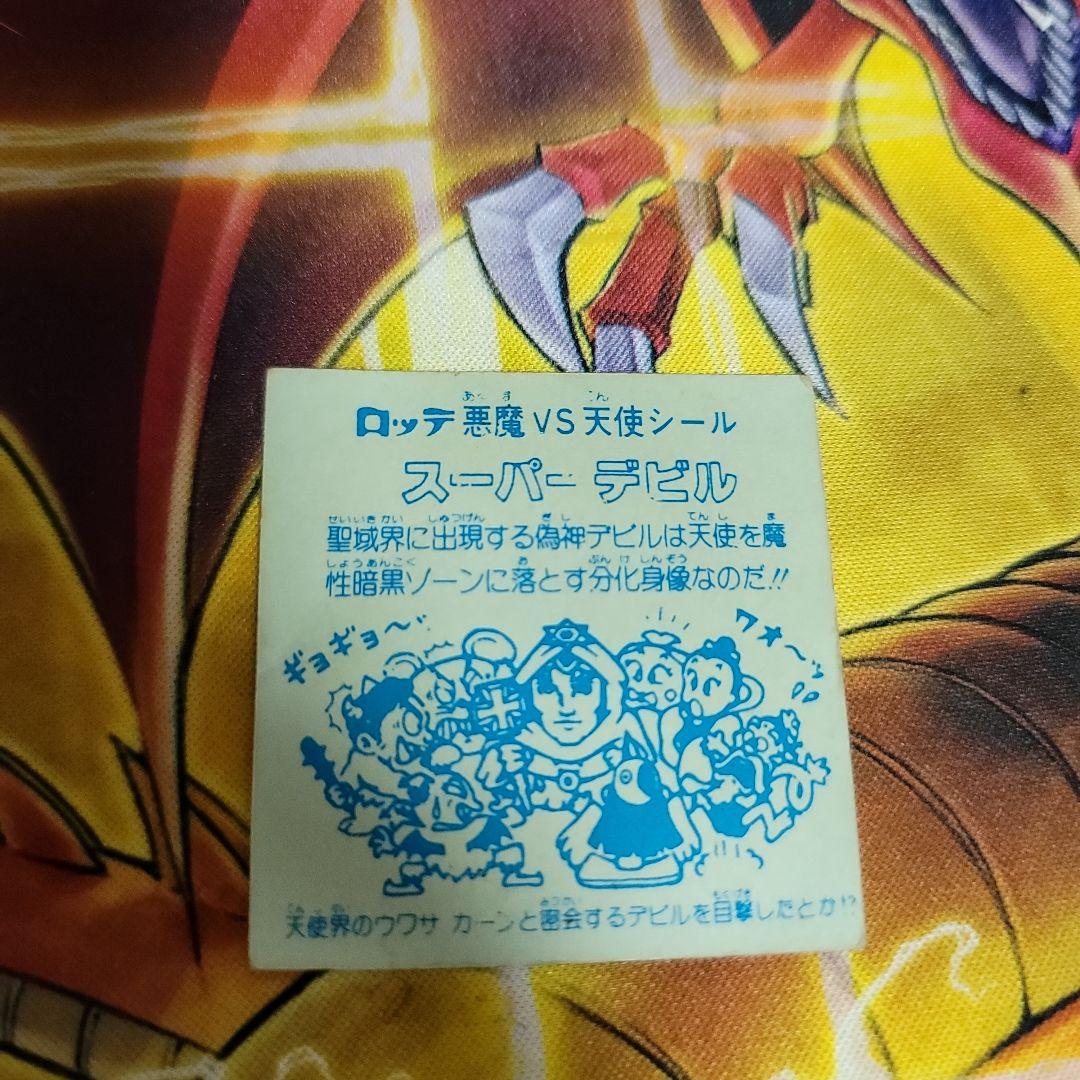 ロッテ 悪魔 VS 天使シール
スーパー デビル
聖域界に出現する偽神デビルは天使を魔
性暗黒ゾーンに落とす分化身像なのだ!!
ギョギョ〜
ワォ〜ッ
天使界のウワサ カーンと密会するデビルを目撃したとか!?